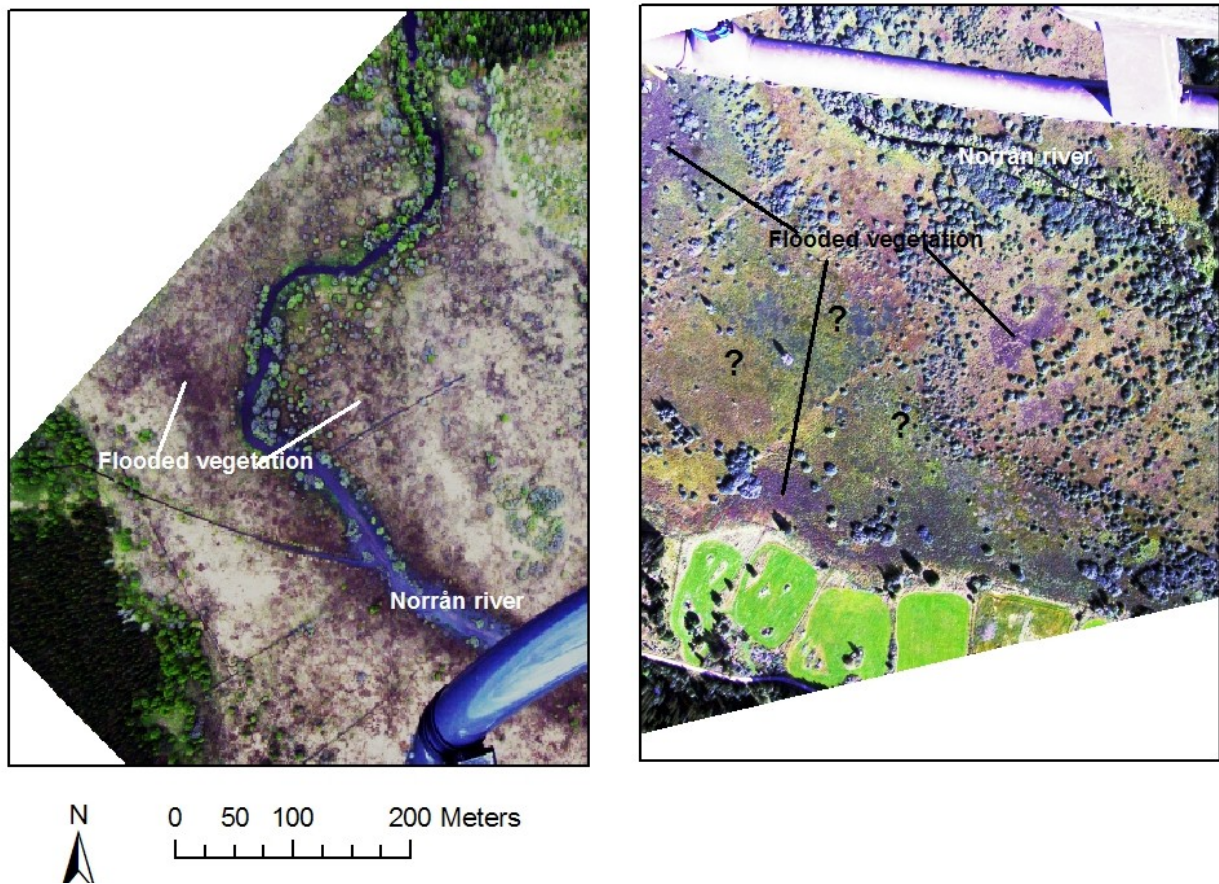 Flooded vegetation
Norrån river
Norrån river
Flooded vegetation
?
?
?
N
0 50 100 200 Meters